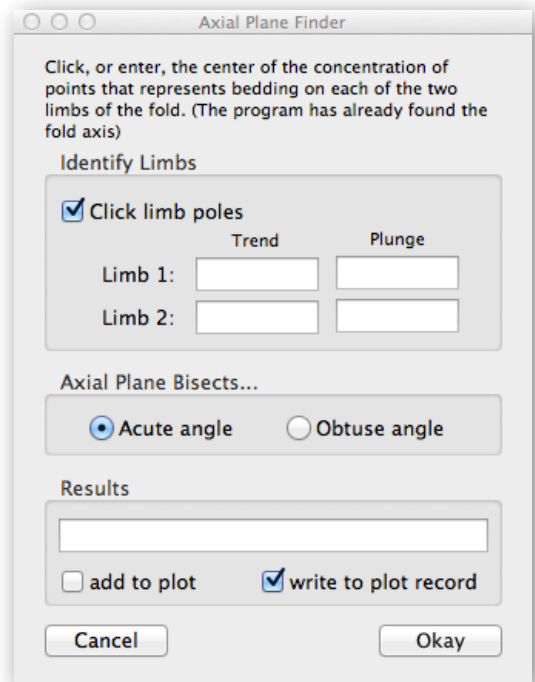 Axial Plane Finder
Click, or enter, the center of the concentration of
points that represents bedding on each of the two
limbs of the fold. (The program has already found the
fold axis)
Identify Limbs
Click limb poles
Trend Plunge
Limb 1:
Limb 2:
Axial Plane Bisects...
Acute angle Obtuse angle
Results
add to plot write to plot record
Cancel Okay